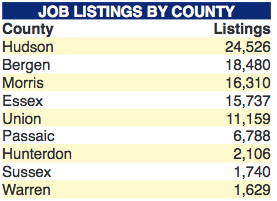 JOB LISTINGS BY COUNTY
County Listings
Hudson 24,526
Bergen 18,480
Morris 16,310
Essex 15,737
Union 11,159
Passaic 6,788
Hunterdon 2,106
Sussex 1,740
Warren 1,629